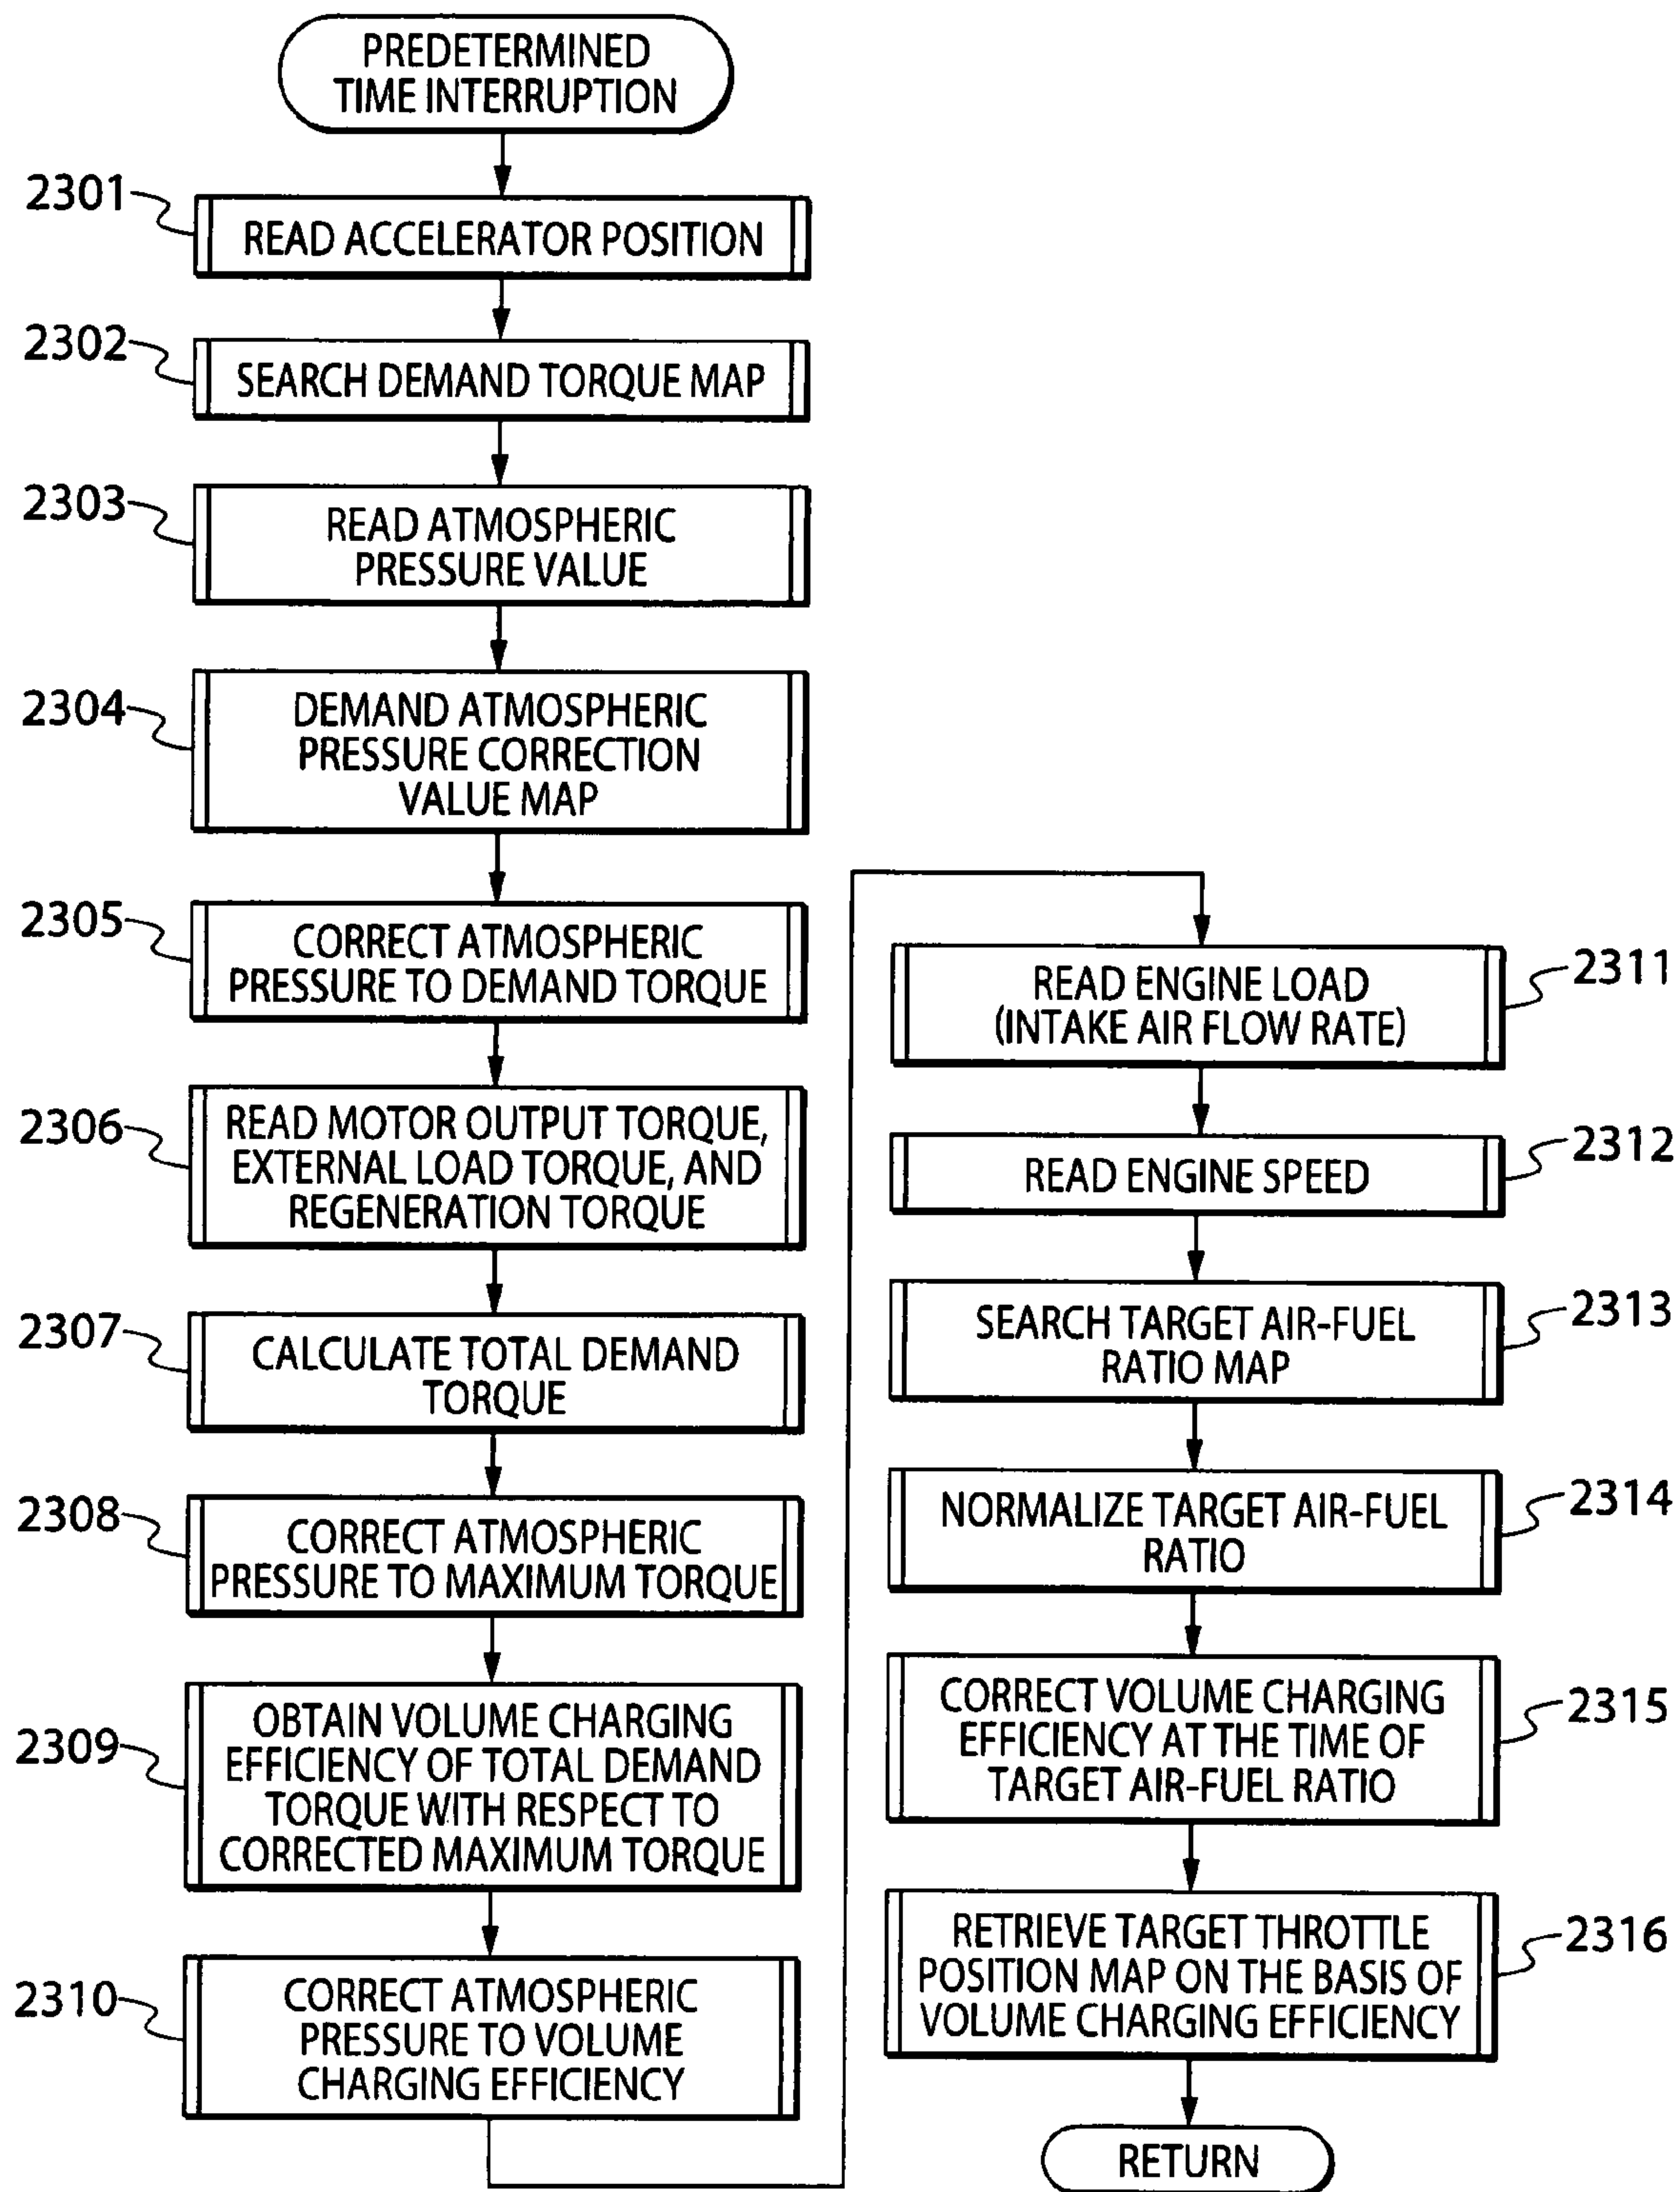 PREDETERMINED
TIME INTERRUPTION
2301
READ ACCELERATOR POSITION
2302
SEARCH DEMAND TORQUE MAP
2303
READ ATMOSPHERIC
PRESSURE VALUE
2304
DEMAND ATMOSPHERIC
PRESSURE CORRECTION
VALUE MAP
2305
CORRECT ATMOSPHERIC
PRESSURE TO DEMAND TORQUE
2306
READ MOTOR OUTPUT TORQUE,
EXTERNAL LOAD TORQUE, AND
REGENERATION TORQUE
2307
CALCULATE TOTAL DEMAND
TORQUE
2308
CORRECT ATMOSPHERIC
PRESSURE TO MAXIMUM TORQUE
2309
OBTAIN VOLUME CHARGING
EFFICIENCY OF TOTAL DEMAND
TORQUE WITH RESPECT TO
CORRECTED MAXIMUM TORQUE
2310
CORRECT ATMOSPHERIC
PRESSURE TO VOLUME
CHARGING EFFICIENCY
2311
READ ENGINE LOAD
(INTAKE AIR FLOW RATE)
2312
READ ENGINE SPEED
2313
SEARCH TARGET AIR-FUEL
RATIO MAP
2314
NORMALIZE TARGET AIR-FUEL
RATIO
2315
CORRECT VOLUME CHARGING
EFFICIENCY AT THE TIME OF
TARGET AIR-FUEL RATIO
2316
RETRIEVE TARGET THROTTLE
POSITION MAP ON THE BASIS OF
VOLUME CHARGING EFFICIENCY
RETURN